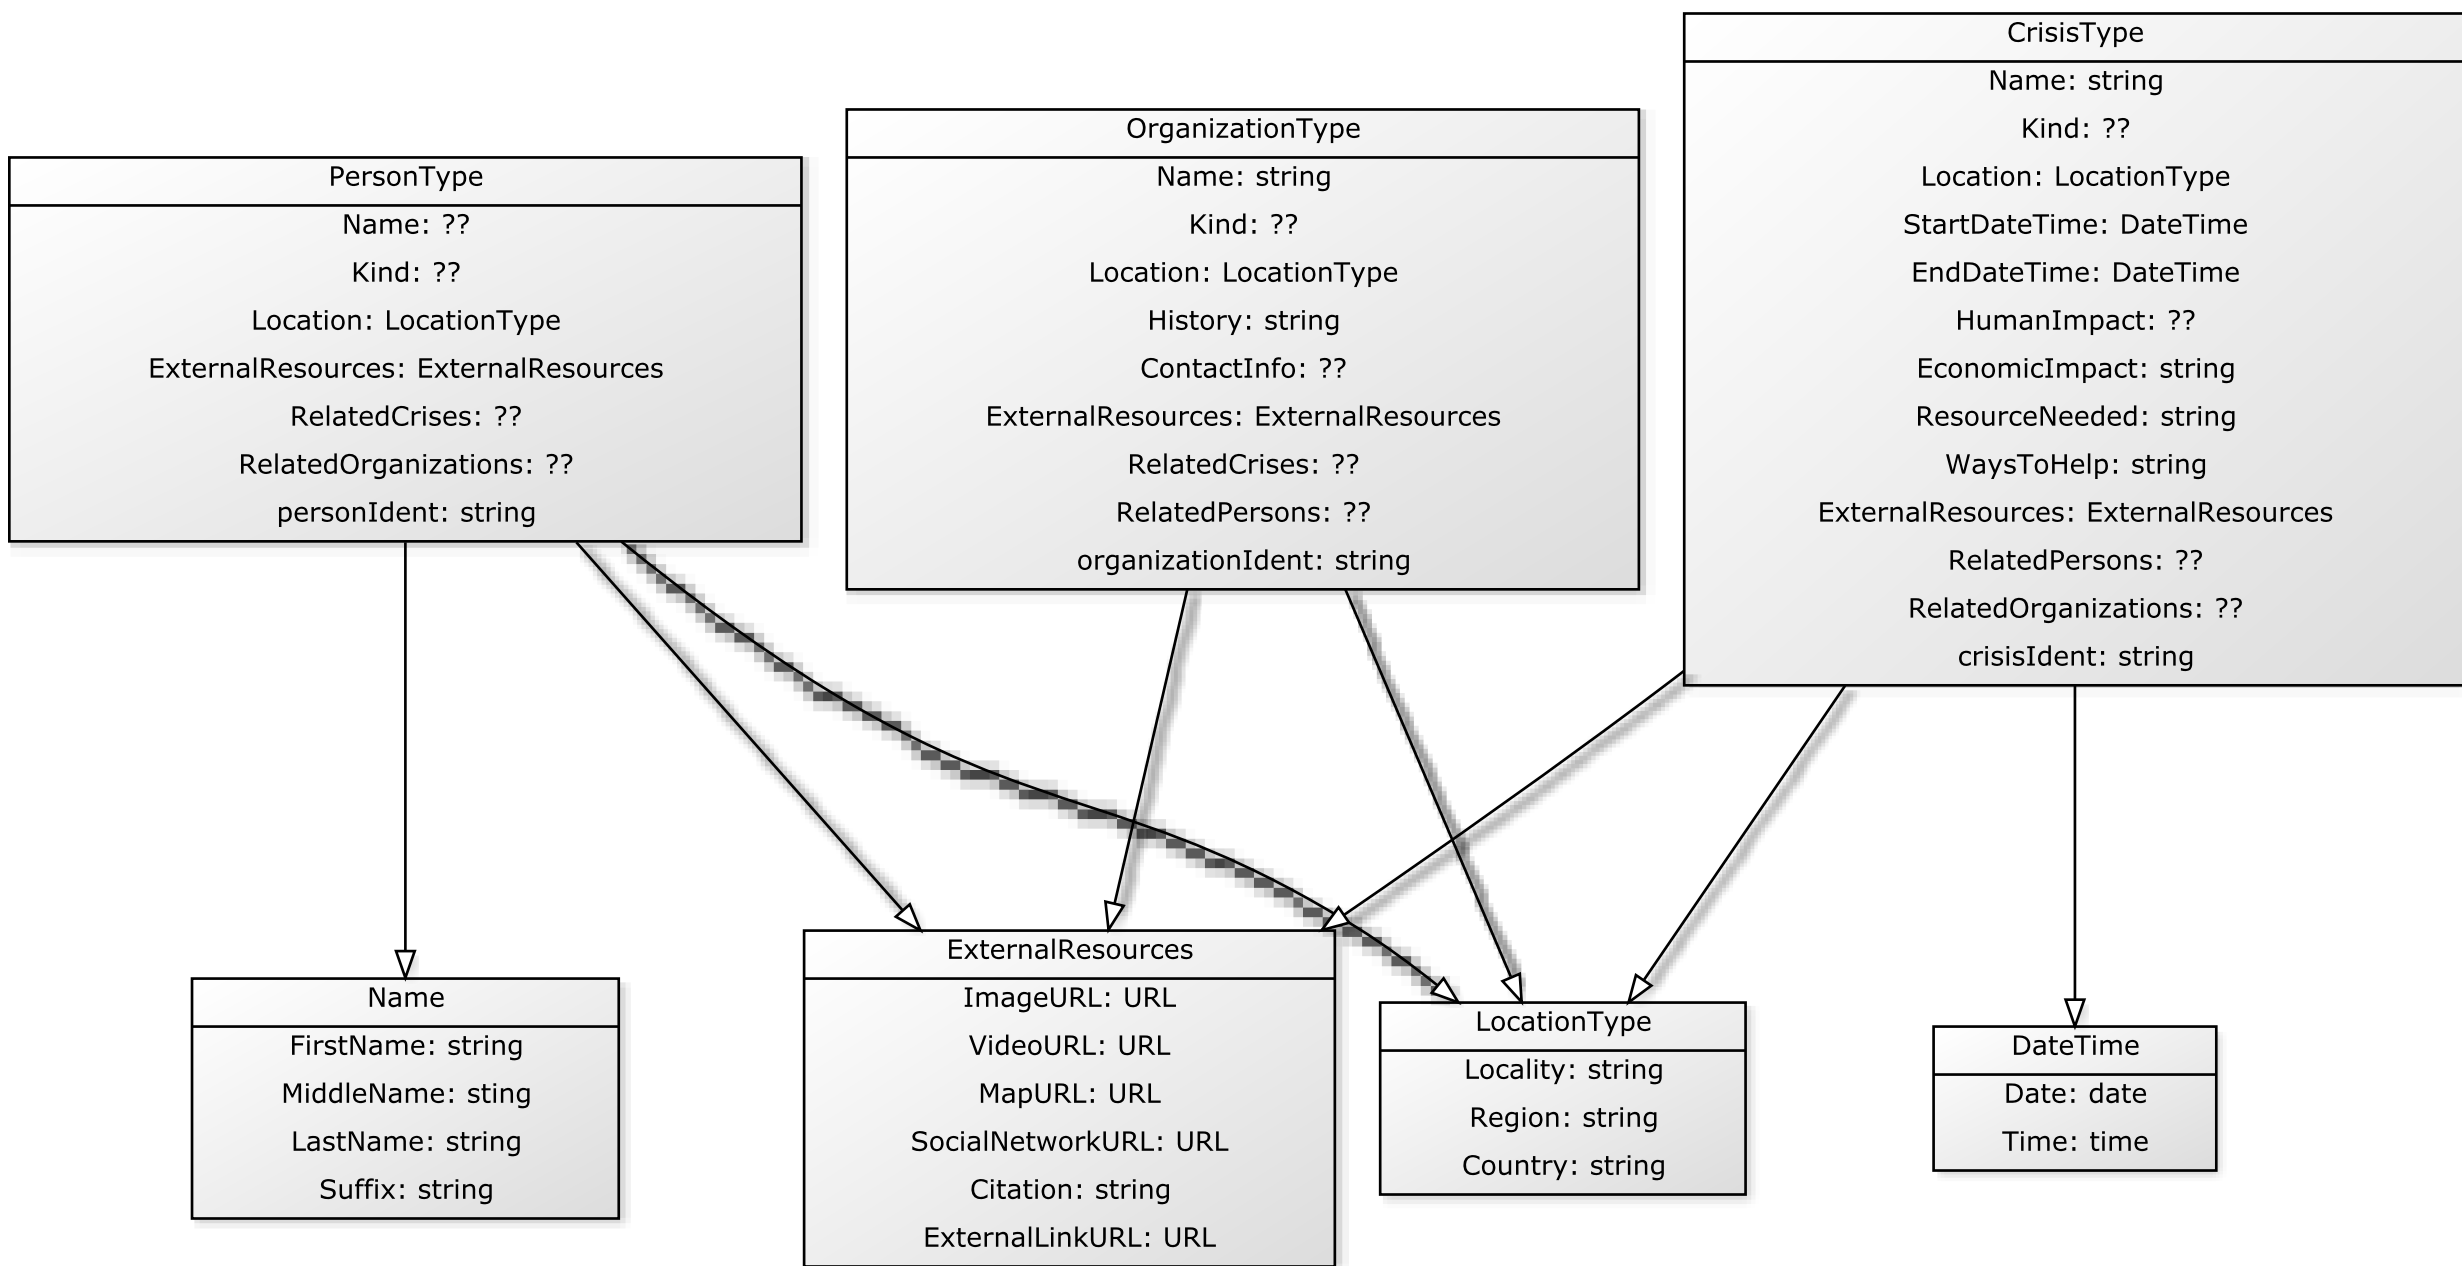 PersonType
Name: ??
Kind: ??
Location: LocationType
ExternalResources: ExternalResources
RelatedCrises: ??
RelatedOrganizations: ??
personIdent: string
OrganizationType
Name: string
Kind: ??
Location: LocationType
History: string
ContactInfo: ??
ExternalResources: ExternalResources
RelatedCrises: ??
RelatedPersons: ??
organizationIdent: string
CrisisType
Name: string
Kind: ??
Location: LocationType
StartDateTime: DateTime
EndDateTime: DateTime
HumanImpact: ??
EconomicImpact: string
ResourceNeeded: string
WaysToHelp: string
ExternalResources: ExternalResources
RelatedPersons: ??
RelatedOrganizations: ??
crisisIdent: string
Name
FirstName: string
MiddleName: sting
LastName: string
Suffix: string
ExternalResources
ImageURL: URL
VideoURL: URL
MapURL: URL
SocialNetworkURL: URL
Citation: string
ExternalLinkURL: URL
LocationType
Locality: string
Region: string
Country: string
DateTime
Date: date
Time: time